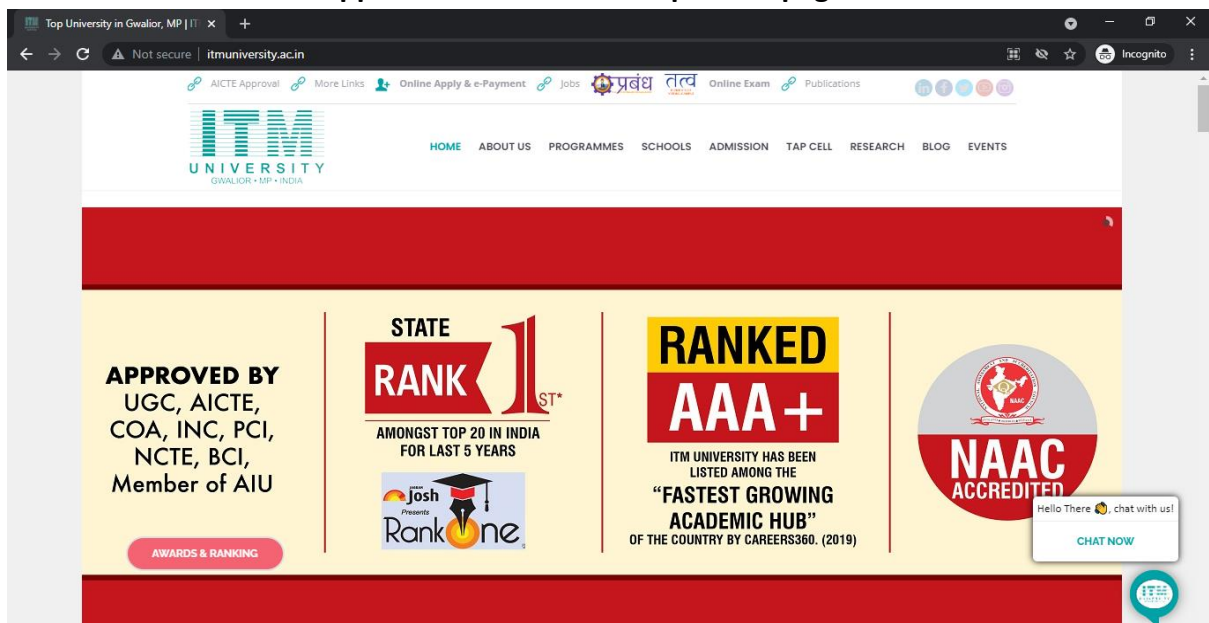 Top University in Gwalior, MP | IT
Not secure | itmuniversity.ac.in
Incognito
AICTE Approval More Links Online Apply & e-Payment Jobs प्रबंध तत्व Online Exam Publications
ITM
UNIVERSITY
GWALIOR • MP • INDIA
HOME ABOUT US PROGRAMMES SCHOOLS ADMISSION TAP CELL RESEARCH BLOG EVENTS
APPROVED BY
UGC, AICTE,
COA, INC, PCI,
NCTE, BCI,
Member of AIU
AWARDS & RANKING
STATE
RANK 1ST*
AMONGST TOP 20 IN INDIA
FOR LAST 5 YEARS
josh
Presents
Rank One
RANKED
AAA+
ITM UNIVERSITY HAS BEEN
LISTED AMONG THE
“FASTEST GROWING
ACADEMIC HUB”
OF THE COUNTRY BY CAREERS360. (2019)
NAAC
NAAC
ACCREDITED
Hello There 👋, chat with us!
CHAT NOW
ITM